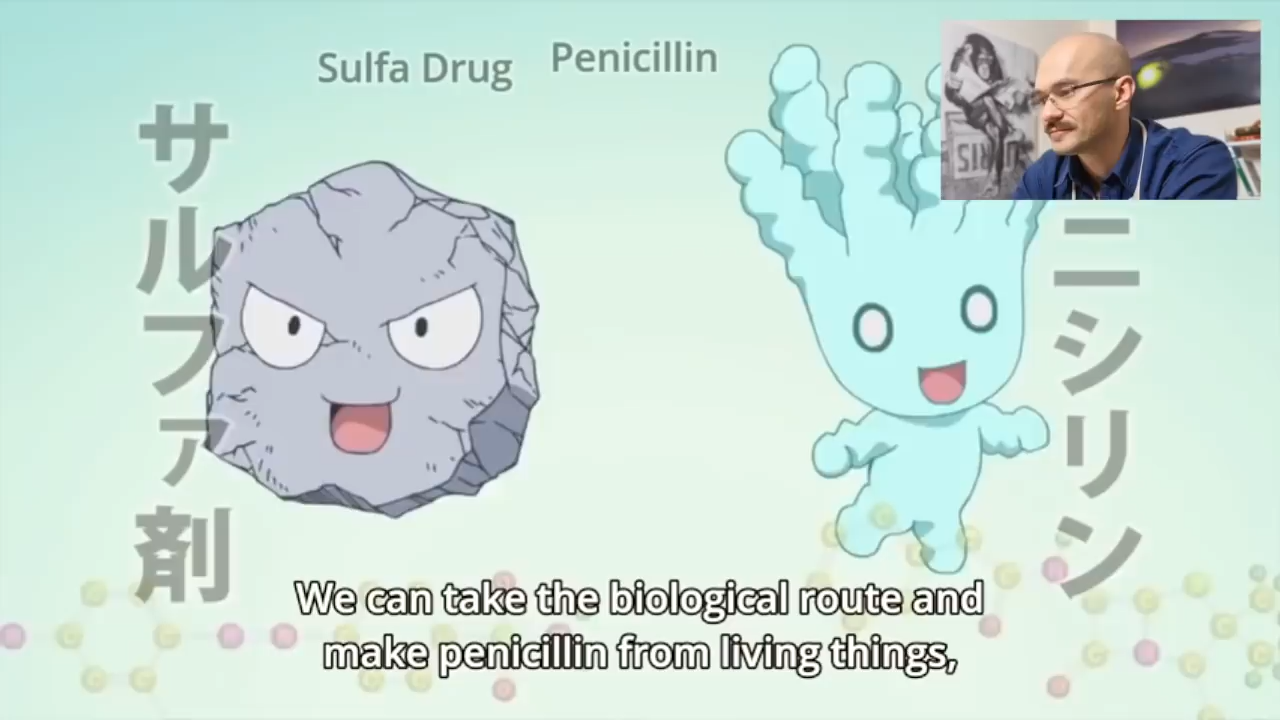 Sulfa Drug
Penicillin
サルファ剤
ニシリン
We can take the biological route and
make penicillin from living things,